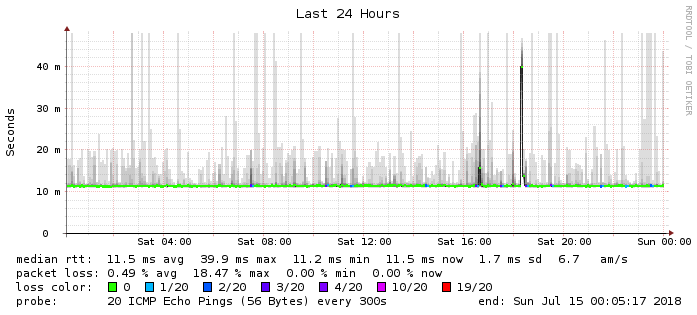 Last 24 Hours
RRDTOOL / TOBI OETIKER
Seconds
40 m
30 m
20 m
10 m
0
Sat 04:00 Sat 08:00 Sat 12:00 Sat 16:00 Sat 20:00 Sun 00:00
median rtt: 11.5 ms avg 39.9 ms max 11.2 ms min 11.5 ms now 1.7 ms sd 6.7 am/s
packet loss: 0.49 % avg 18.47 % max 0.00 % min 0.00 % now
loss color: 0 1/20 2/20 3/20 4/20 10/20 19/20
probe: 20 ICMP Echo Pings (56 Bytes) every 300s end: Sun Jul 15 00:05:17 2018